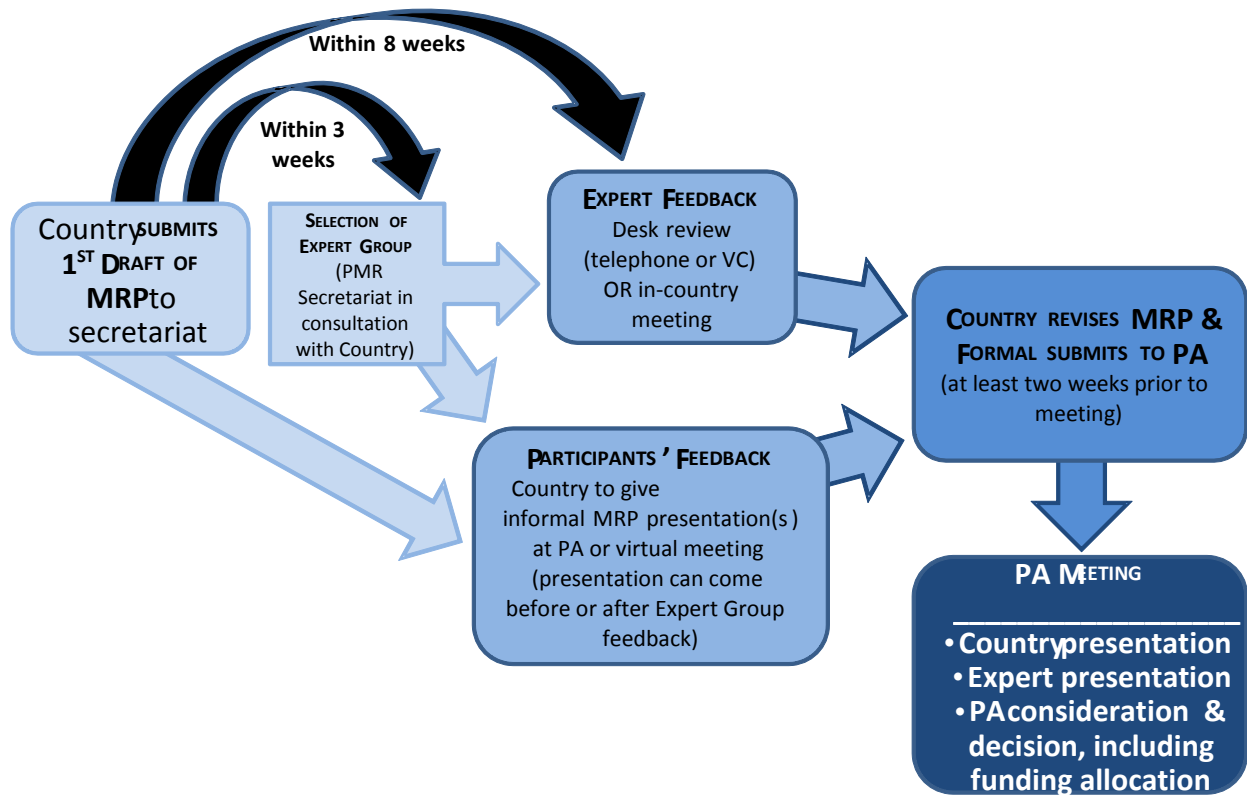 Within 8 weeks
Within 3
weeks
Country SUBMITS
1ST DRAFT OF
MRP to
secretariat
SELECTION OF
EXPERT GROUP
(PMR
Secretariat in
consultation
with Country)
EXPERT FEEDBACK
Desk review
(telephone or VC)
OR in-country
meeting
PARTICIPANTS' FEEDBACK
Country to give
informal MRP presentation(s)
at PA or virtual meeting
(presentation can come
before or after Expert Group
feedback)
COUNTRY REVISES MRP &
FORMAL SUBMITS TO PA
(at least two weeks prior to
meeting)
PA MEETING
• Country presentation
• Expert presentation
• PA consideration &
decision, including
funding allocation